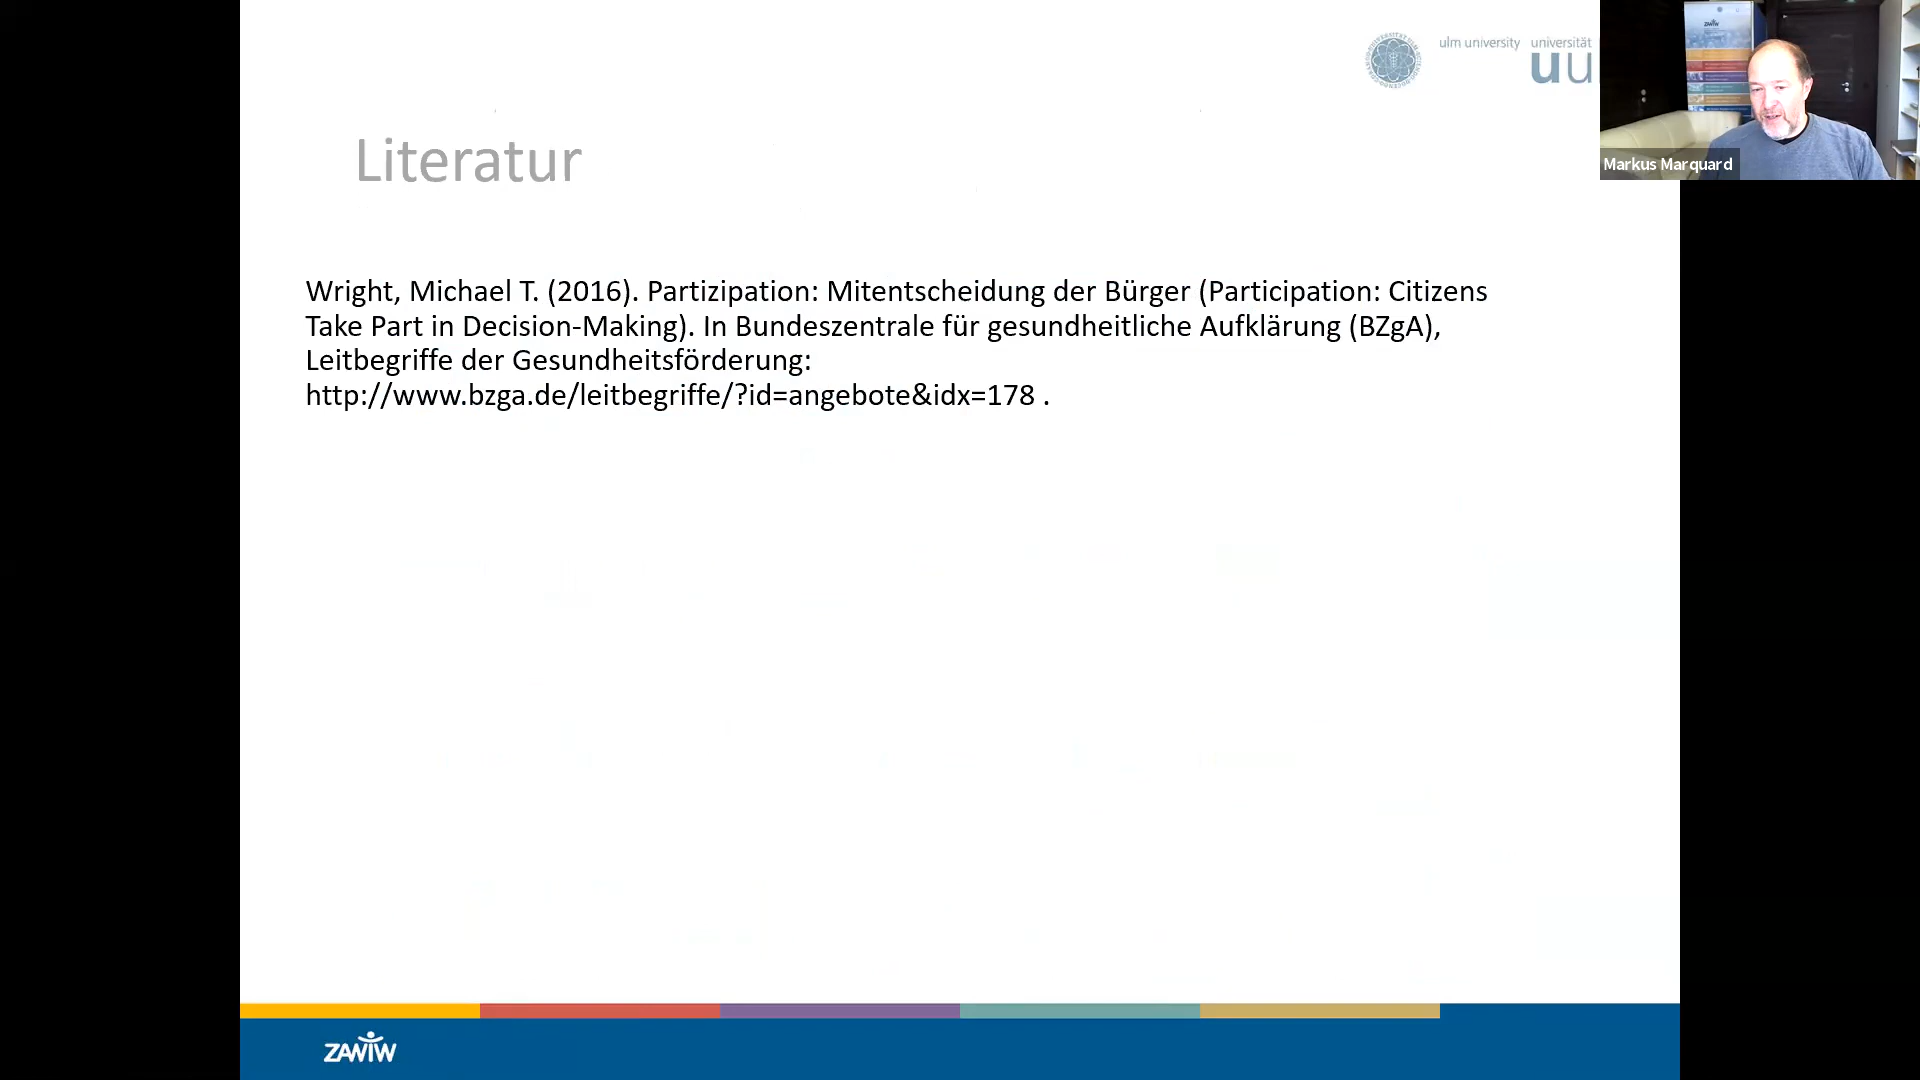 ulm university universität
uu
Markus Marquard
Literatur
Wright, Michael T. (2016). Partizipation: Mitentscheidung der Bürger (Participation: Citizens
Take Part in Decision-Making). In Bundeszentrale für gesundheitliche Aufklärung (BZgA),
Leitbegriffe der Gesundheitsförderung:
http://www.bzga.de/leitbegriffe/?id=angebote&idx=178 .
ZAWIW